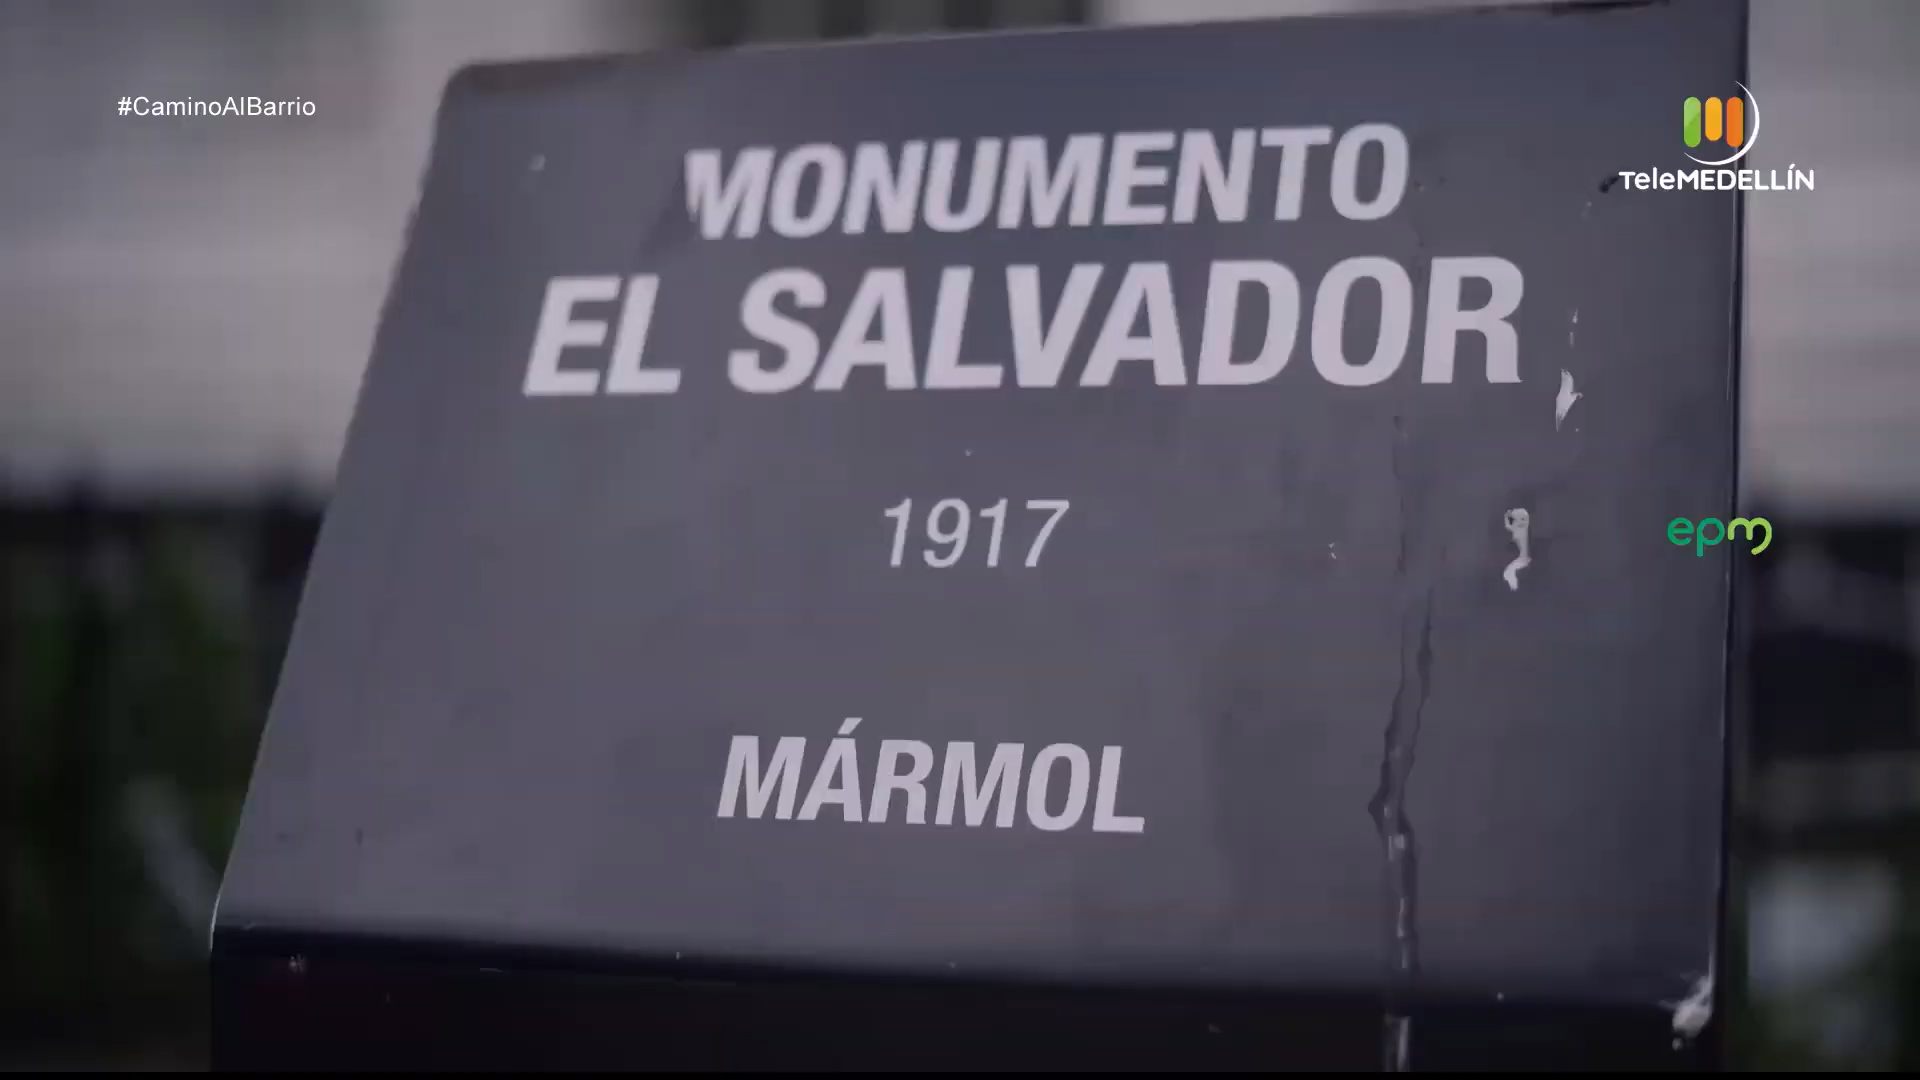 #CaminoAlBarrio
TeleMEDELLÍN
MONUMENTO
EL SALVADOR
1917
epm
MÁRMOL